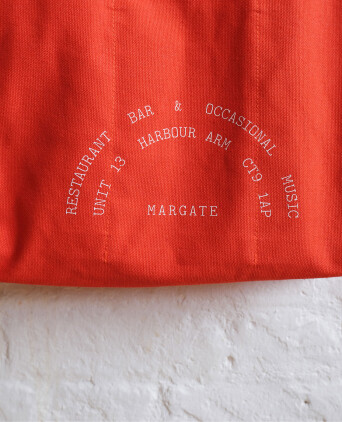 RESTAURANT BAR & OCCASIONAL MUSIC
UNIT 13 HARBOUR ARM CT9 1AP
MARGATE